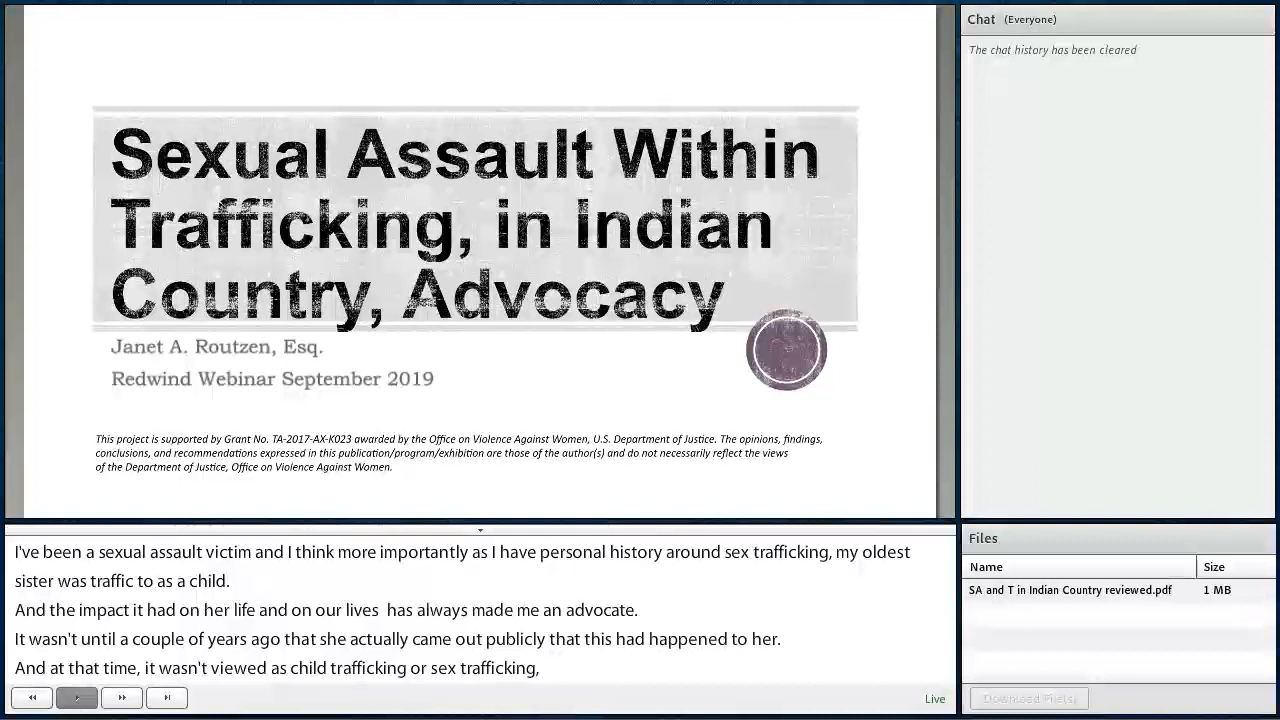 Sexual Assault Within
Trafficking, in Indian
Country, Advocacy
Janet A. Routzen, Esq.
Redwind Webinar September 2019
This project is supported by Grant No. TA-2017-AX-K023 awarded by the Office on Violence Against Women, U.S. Department of Justice. The opinions, findings,
conclusions, and recommendations expressed in this publication/program/exhibition are those of the author(s) and do not necessarily reflect the views
of the Department of Justice, Office on Violence Against Women.
Chat (Everyone)
The chat history has been cleared
I've been a sexual assault victim and I think more importantly as I have personal history around sex trafficking, my oldest
sister was traffic to as a child.
And the impact it had on her life and on our lives has always made me an advocate.
It wasn't until a couple of years ago that she actually came out publicly that this had happened to her.
And at that time, it wasn't viewed as child trafficking or sex trafficking,
Live
Files
Name Size
SA and T in Indian Country reviewed.pdf 1 MB
Download File(s)